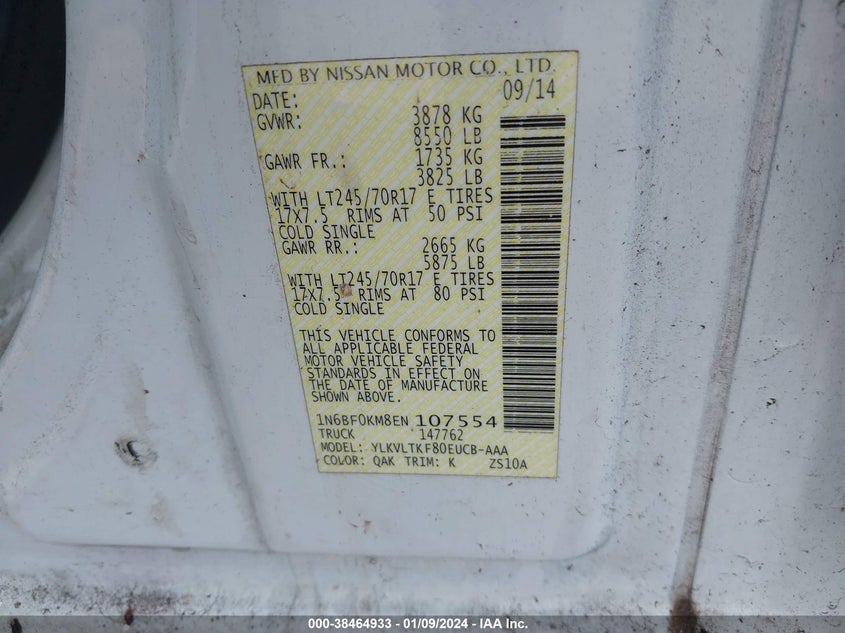 MFD BY NISSAN MOTOR CO., LTD.
DATE: 09/14
GVWR: 3878 KG
8550 LB
GAWR FR.: 1735 KG
3825 LB
WITH LT245/70R17 E TIRES
17X7.5 RIMS AT 50 PSI
COLD SINGLE
GAWR RR.: 2665 KG
5875 LB
WITH LT245/70R17 E TIRES
17X7.5 RIMS AT 80 PSI
COLD SINGLE
THIS VEHICLE CONFORMS TO
ALL APPLICABLE FEDERAL
MOTOR VEHICLE SAFETY
STANDARDS IN EFFECT ON
THE DATE OF MANUFACTURE
SHOWN ABOVE.
1N6BF0KM8EN 107554
TRUCK 147762
MODEL: YLKVLTKF80EUCB-AAA
COLOR: QAK TRIM: K ZS10A
000-38464933 - 01/09/2024 - IAA Inc.